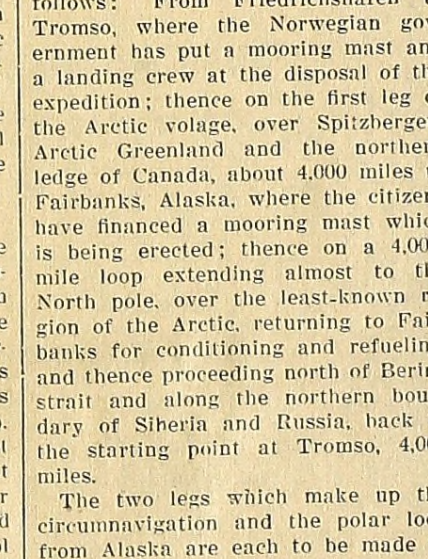 follows: From Friedrichshafen
Tromso, where the Norwegian gov
ernment has put a mooring mast an
a landing crew at the disposal of th
expedition; thence on the first leg
the Arctic volage, over Spitzberge
Arctic Greenland and the norther
ledge of Canada, about 4,000 miles
Fairbanks, Alaska, where the citize
have financed a mooring mast whic
is being erected; thence on a 4,00
mile loop extending almost to th
North pole, over the least-known r
gion of the Arctic, returning to Fai
banks for conditioning and refuelin
and thence proceeding north of Berin
strait and along the northern bou
dary of Siberia and Russia, back
the starting point at Tromso, 4,00
miles.
The two legs which make up th
circumnavigation and the polar loo
from Alaska are each to be made